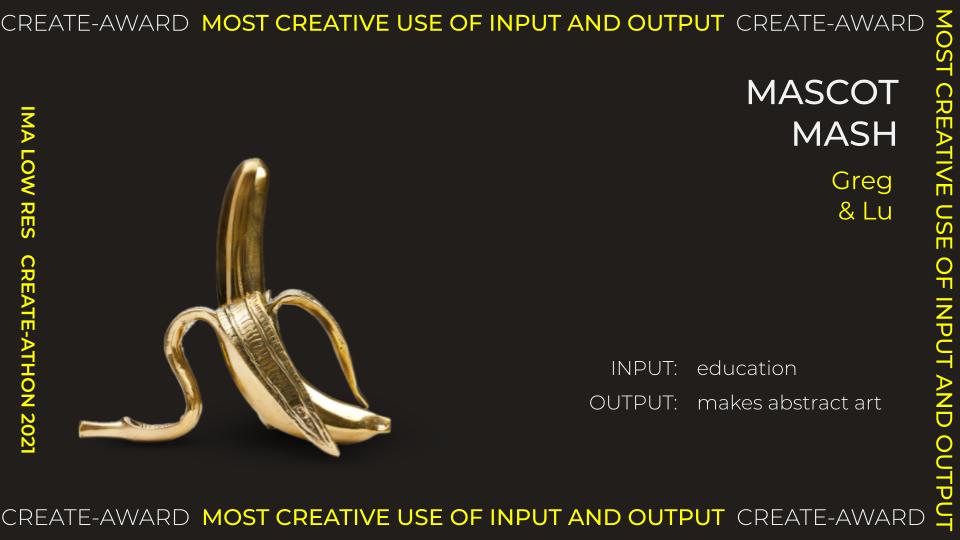 CREATE-AWARD MOST CREATIVE USE OF INPUT AND OUTPUT CREATE-AWARD
IMA LOW RES CREATE-ATHON 2021
MASCOT
MASH
Greg
& Lu
INPUT: education
OUTPUT: makes abstract art
MOST CREATIVE USE OF INPUT AND OUTPUT
CREATE-AWARD MOST CREATIVE USE OF INPUT AND OUTPUT CREATE-AWARD